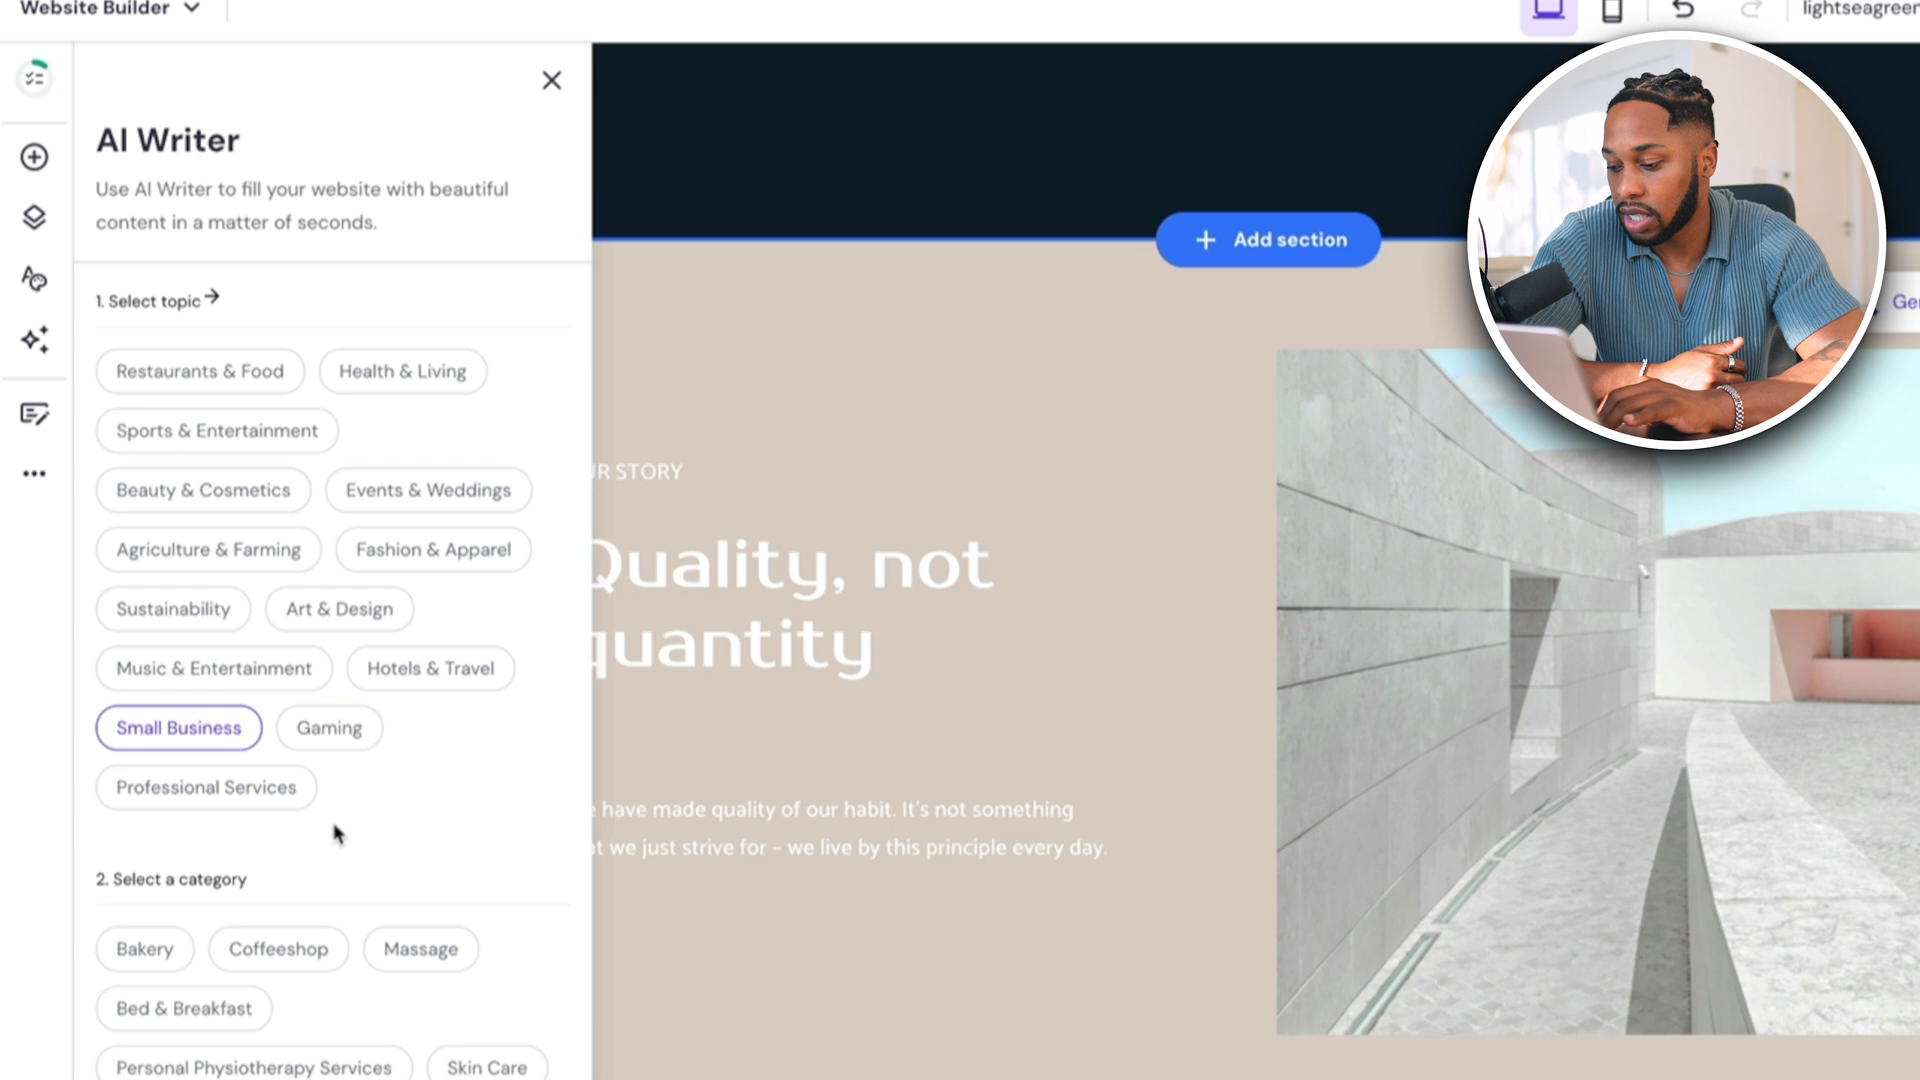 Website Builder
lightseagreen
AI Writer
Use AI Writer to fill your website with beautiful
content in a matter of seconds.
Add section
1. Select topic →
Restaurants & Food
Health & Living
Sports & Entertainment
Beauty & Cosmetics
Events & Weddings
Agriculture & Farming
Fashion & Apparel
Sustainability
Art & Design
Music & Entertainment
Hotels & Travel
Small Business
Gaming
Professional Services
2. Select a category
Bakery
Coffeeshop
Massage
Bed & Breakfast
Personal Physiotherapy Services
Skin Care
Ge
UR STORY
Quality, not
quantity
have made quality of our habit. It's not something
we just strive for – we live by this principle every day.